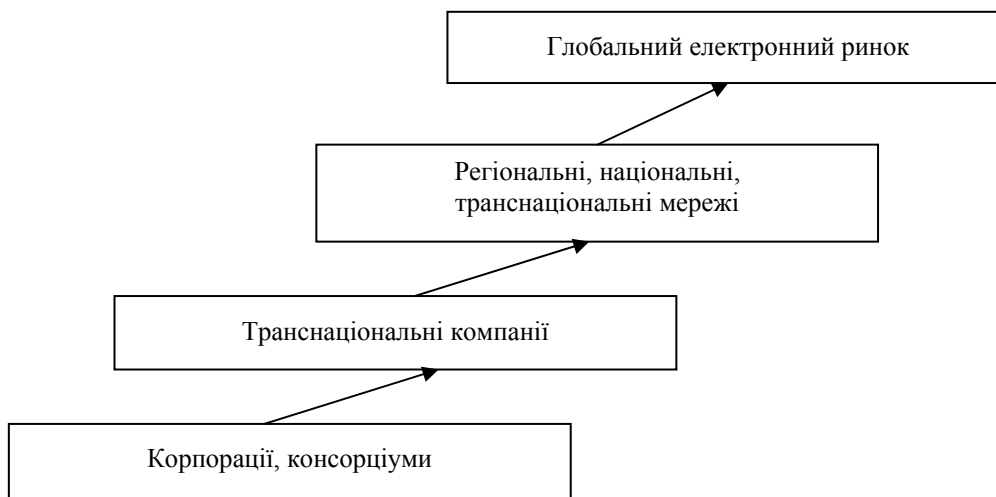 Глобальний електронний ринок
Регіональні, національні,
транснаціональні мережі
Транснаціональні компанії
Корпорації, консорціуми